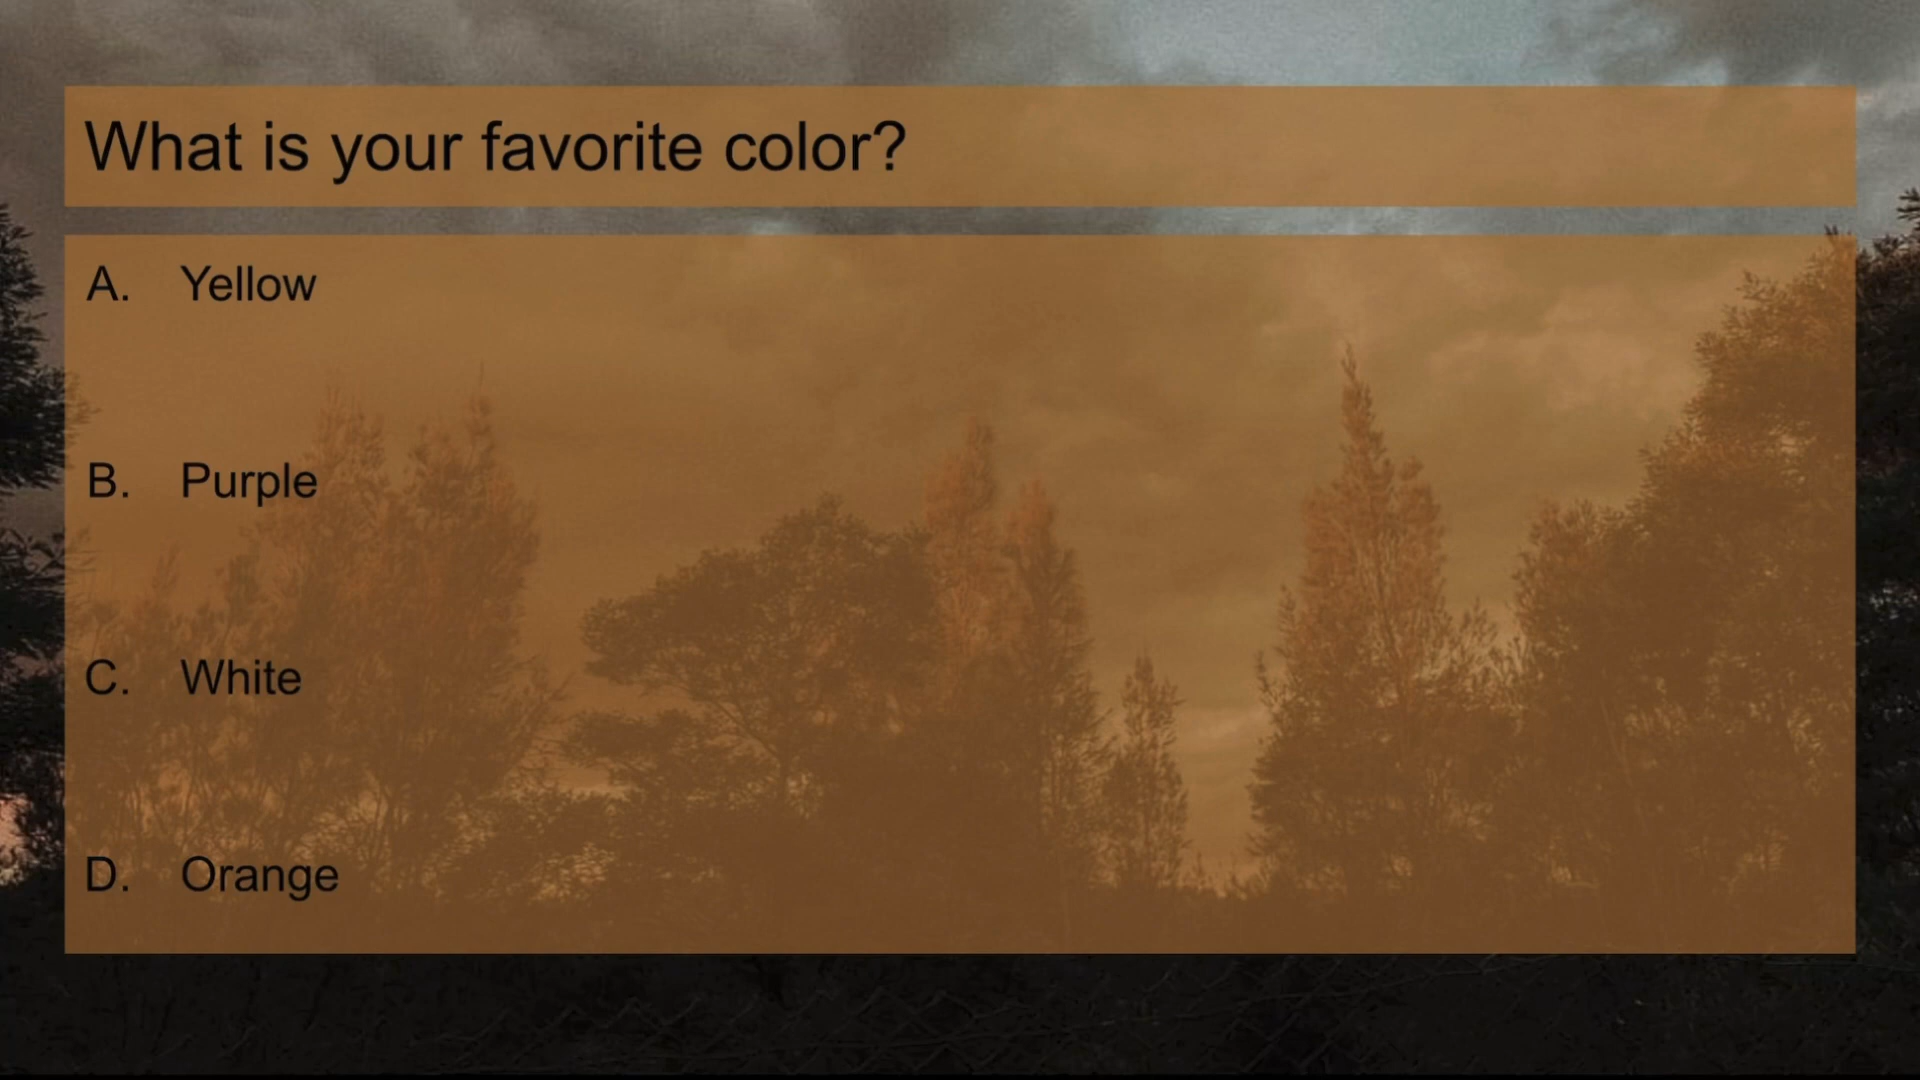 What is your favorite color?
A. Yellow
B. Purple
C. White
D. Orange